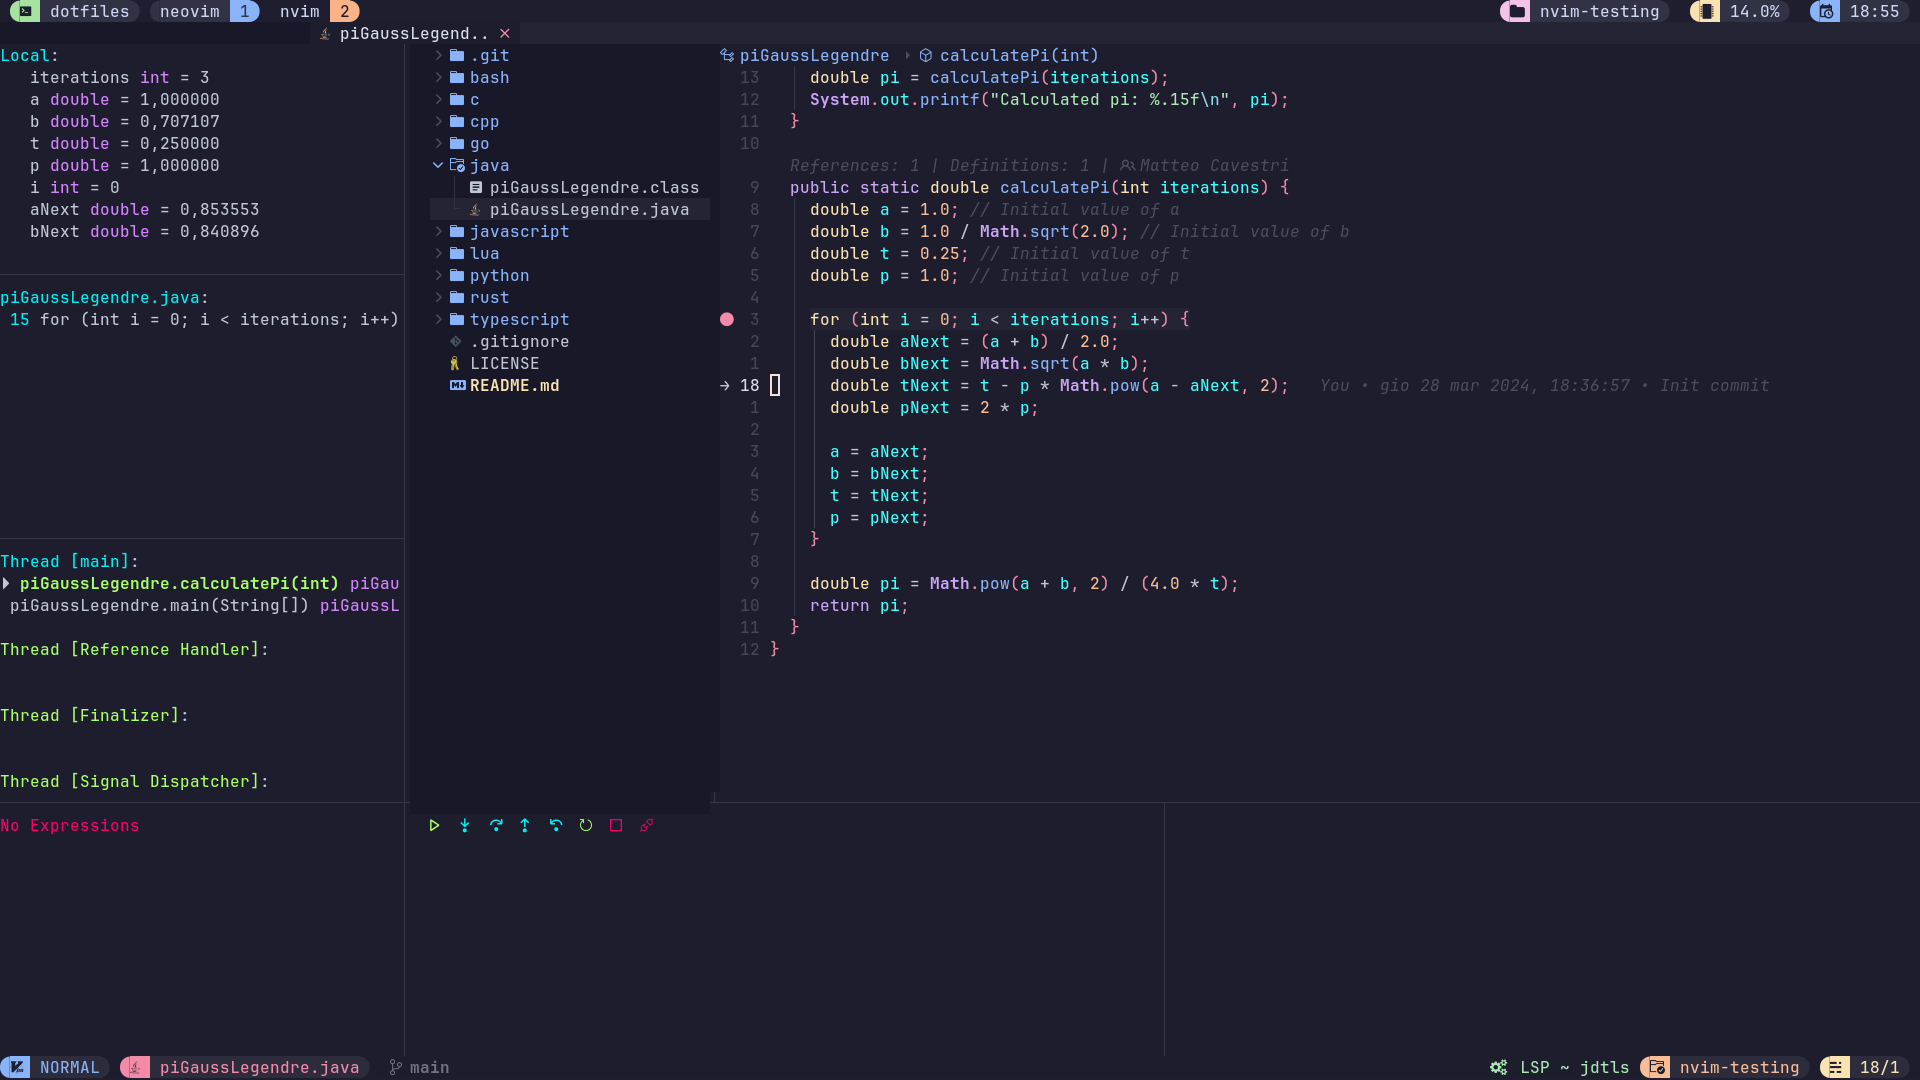 dotfiles neovim 1 nvim 2 nvim-testing 14.0% 18:55
piGaussLegend..
Local:
iterations int = 3
a double = 1,000000
b double = 0,707107
t double = 0,250000
p double = 1,000000
i int = 0
aNext double = 0,853553
bNext double = 0,840896
piGaussLegendre.java:
15 for (int i = 0; i < iterations; i++)
Thread [main]:
piGaussLegendre.calculatePi(int) piGau
piGaussLegendre.main(String[]) piGaussL
Thread [Reference Handler]:
Thread [Finalizer]:
Thread [Signal Dispatcher]:
No Expressions
.git
bash
c
cpp
go
java
piGaussLegendre.class
piGaussLegendre.java
javascript
lua
python
rust
typescript
.gitignore
LICENSE
README.md
piGaussLegendre calculatePi(int)
13 double pi = calculatePi(iterations);
12 System.out.printf("Calculated pi: %.15f\n", pi);
11 }
10
References: 1 | Definitions: 1 | Matteo Cavestri
9 public static double calculatePi(int iterations) {
8 double a = 1.0; // Initial value of a
7 double b = 1.0 / Math.sqrt(2.0); // Initial value of b
6 double t = 0.25; // Initial value of t
5 double p = 1.0; // Initial value of p
4
3 for (int i = 0; i < iterations; i++) {
2 double aNext = (a + b) / 2.0;
1 double bNext = Math.sqrt(a * b);
18 double tNext = t - p * Math.pow(a - aNext, 2); You • gio 28 mar 2024, 18:36:57 • Init commit
1 double pNext = 2 * p;
2
3 a = aNext;
4 b = bNext;
5 t = tNext;
6 p = pNext;
7 }
8
9 double pi = Math.pow(a + b, 2) / (4.0 * t);
10 return pi;
11 }
12 }
NORMAL piGaussLegendre.java main LSP ~ jdtls nvim-testing 18/1